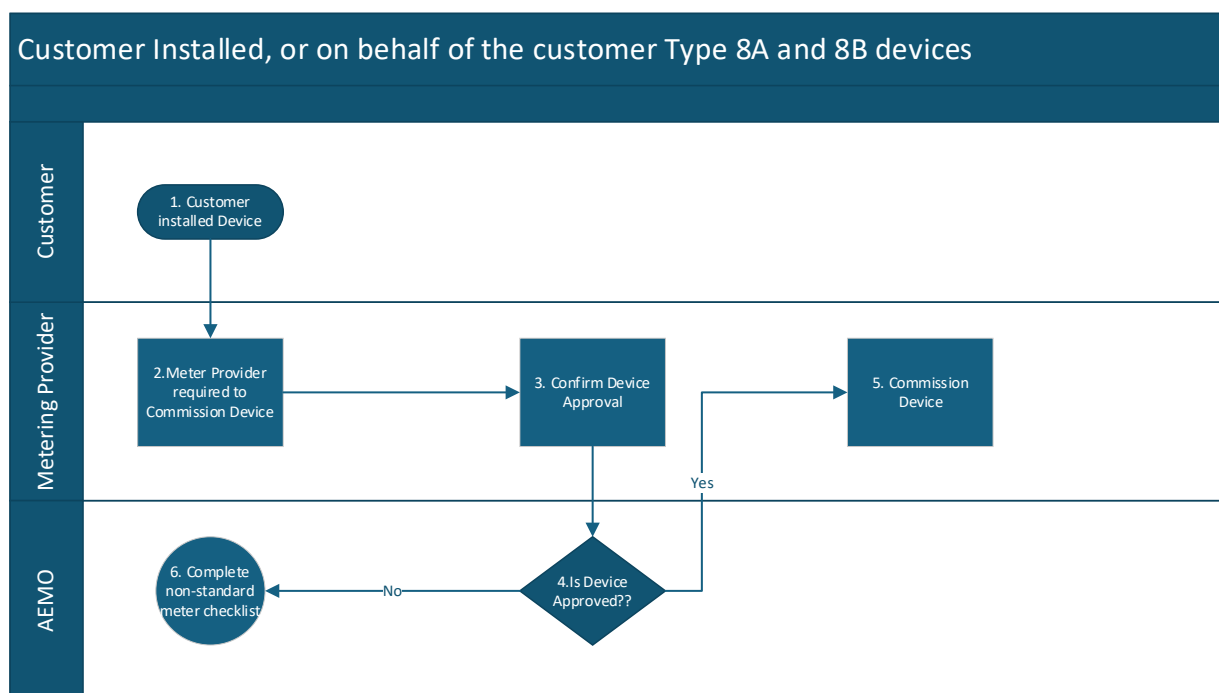 Customer Installed, or on behalf of the customer Type 8A and 8B devices
Customer
1. Customer
installed Device
Metering Provider
2.Meter Provider
required to
Commission Device
3. Confirm Device
Approval
5. Commission
Device
Yes
AEMO
6. Complete
non-standard
meter checklist
No
4.Is Device
Approved??